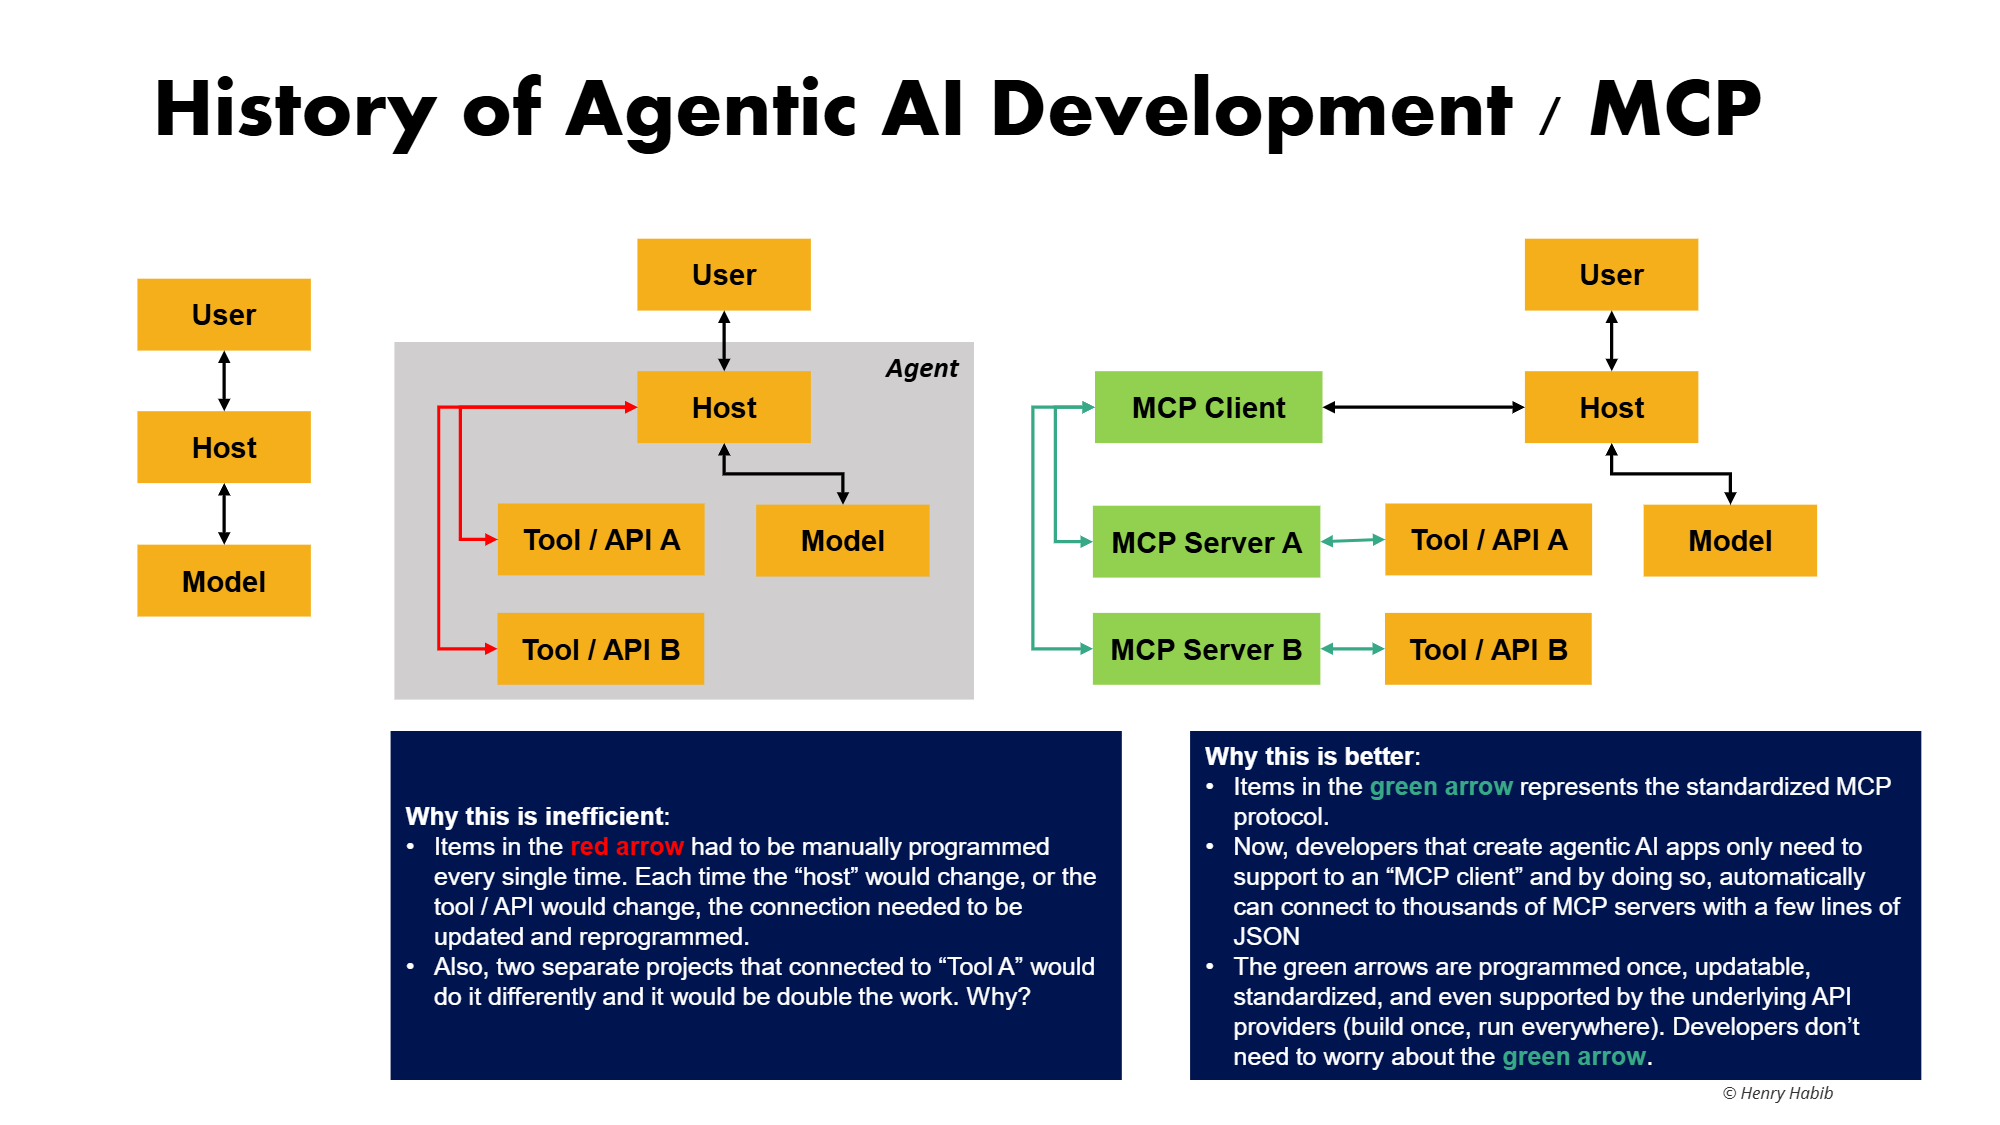 History of Agentic AI Development / MCP
User
Host
Model
User
Agent
Host
Tool / API A
Model
Tool / API B
User
MCP Client
Host
MCP Server A
Tool / API A
Model
MCP Server B
Tool / API B
Why this is inefficient:
• Items in the red arrow had to be manually programmed
every single time. Each time the “host” would change, or the
tool / API would change, the connection needed to be
updated and reprogrammed.
• Also, two separate projects that connected to “Tool A” would
do it differently and it would be double the work. Why?
Why this is better:
• Items in the green arrow represents the standardized MCP
protocol.
• Now, developers that create agentic AI apps only need to
support to an “MCP client” and by doing so, automatically
can connect to thousands of MCP servers with a few lines of
JSON
• The green arrows are programmed once, updatable,
standardized, and even supported by the underlying API
providers (build once, run everywhere). Developers don’t
need to worry about the green arrow.
© Henry Habib